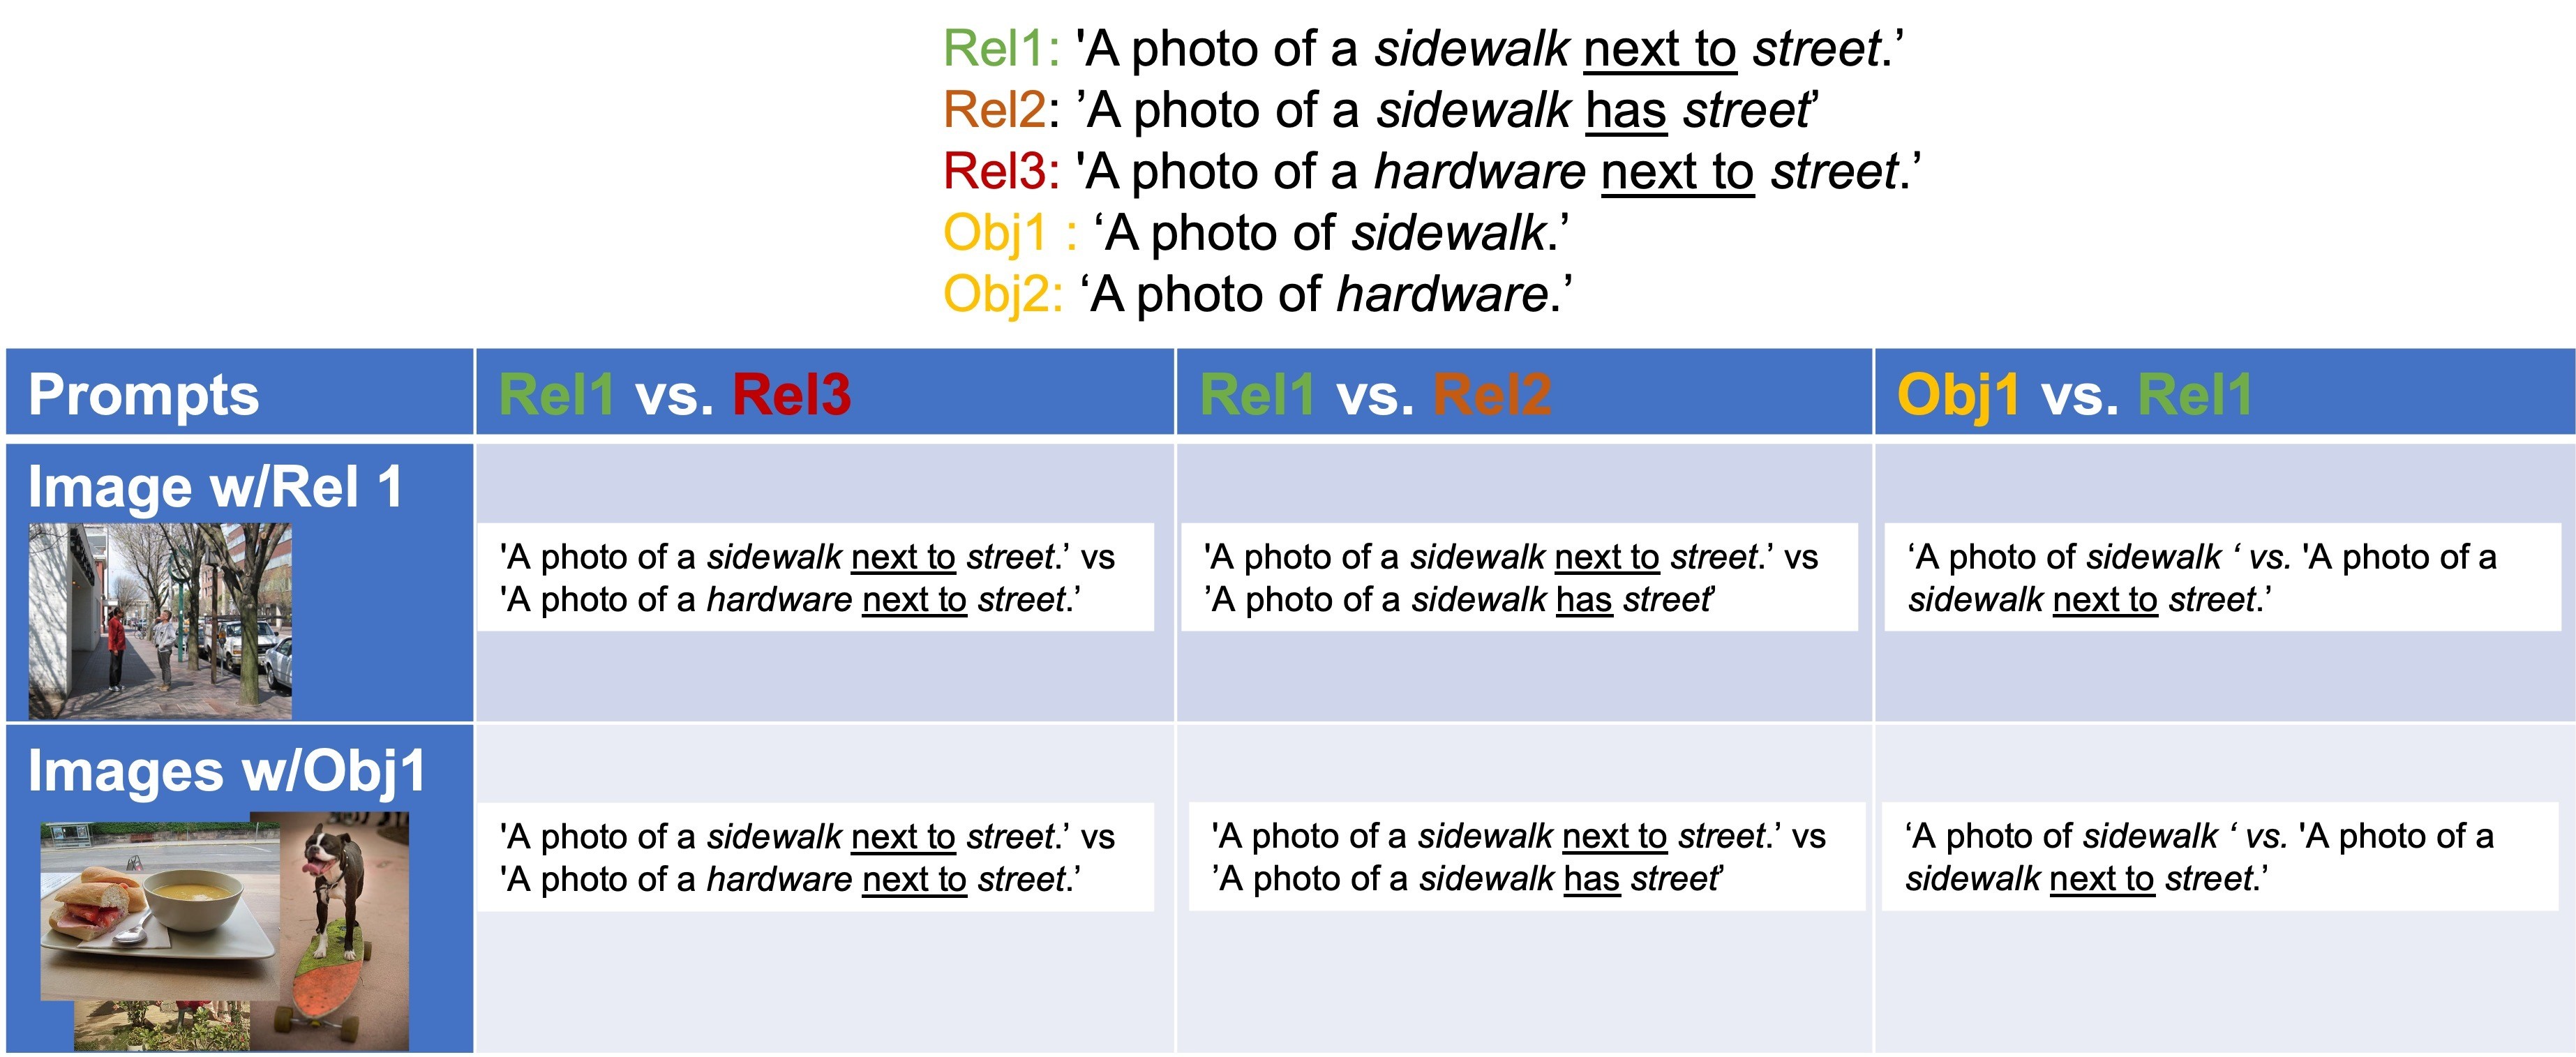 Rel1: 'A photo of a sidewalk next to street.’
Rel2: ’A photo of a sidewalk has street’
Rel3: 'A photo of a hardware next to street.’
Obj1 : ‘A photo of sidewalk.’
Obj2: ‘A photo of hardware.’
Prompts
Rel1 vs. Rel3
Rel1 vs. Rel2
Obj1 vs. Rel1
Image w/Rel 1
'A photo of a sidewalk next to street.’ vs
'A photo of a hardware next to street.’
'A photo of a sidewalk next to street.’ vs
’A photo of a sidewalk has street’
‘A photo of sidewalk ‘ vs. 'A photo of a
sidewalk next to street.’
Images w/Obj1
'A photo of a sidewalk next to street.’ vs
'A photo of a hardware next to street.’
'A photo of a sidewalk next to street.’ vs
’A photo of a sidewalk has street’
‘A photo of sidewalk ‘ vs. 'A photo of a
sidewalk next to street.’